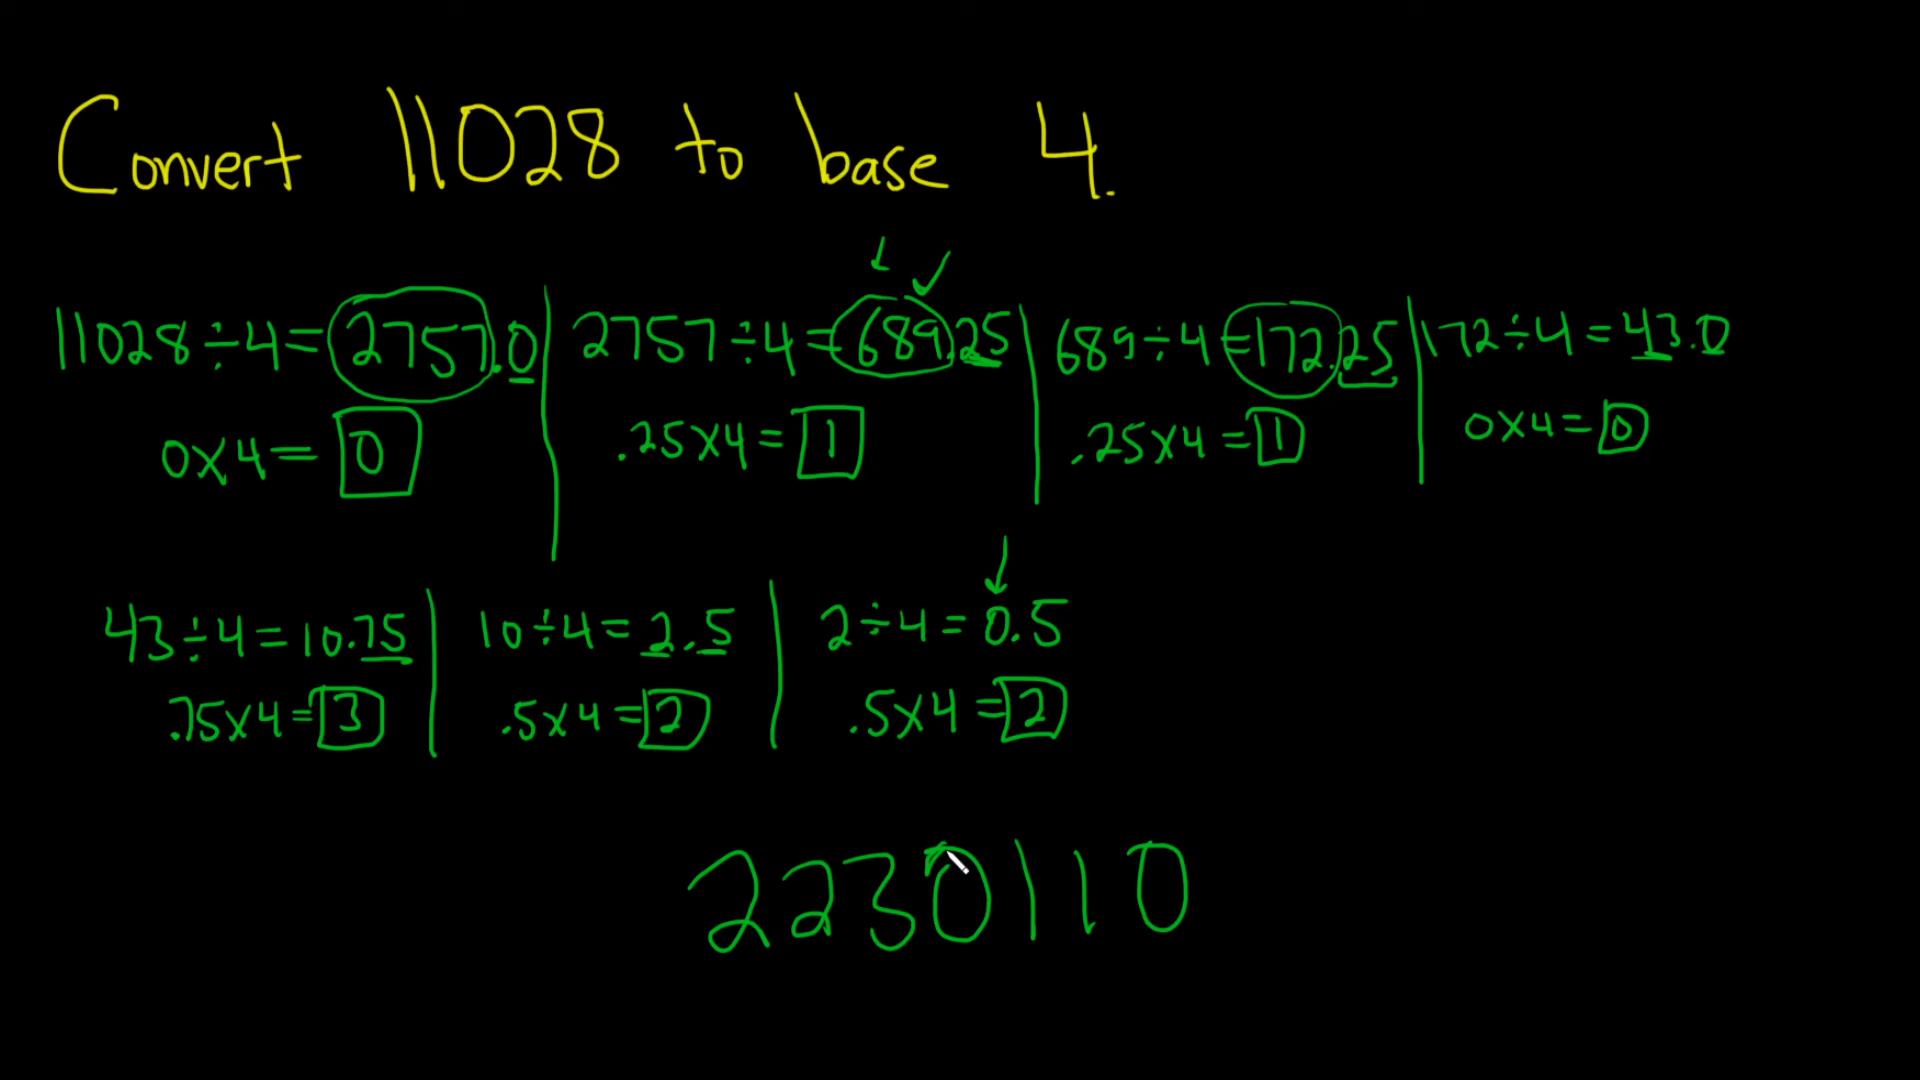 Convert 11028 to base 4.
11028÷4=2757.0 2757÷4=689.25 689÷4=172.25 172÷4=43.0
0x4=0 .25x4=1 .25x4=1 0x4=0
43÷4=10.75 10÷4=2.5 2÷4=0.5
.75x4=3 .5x4=2 .5x4=2
2230110